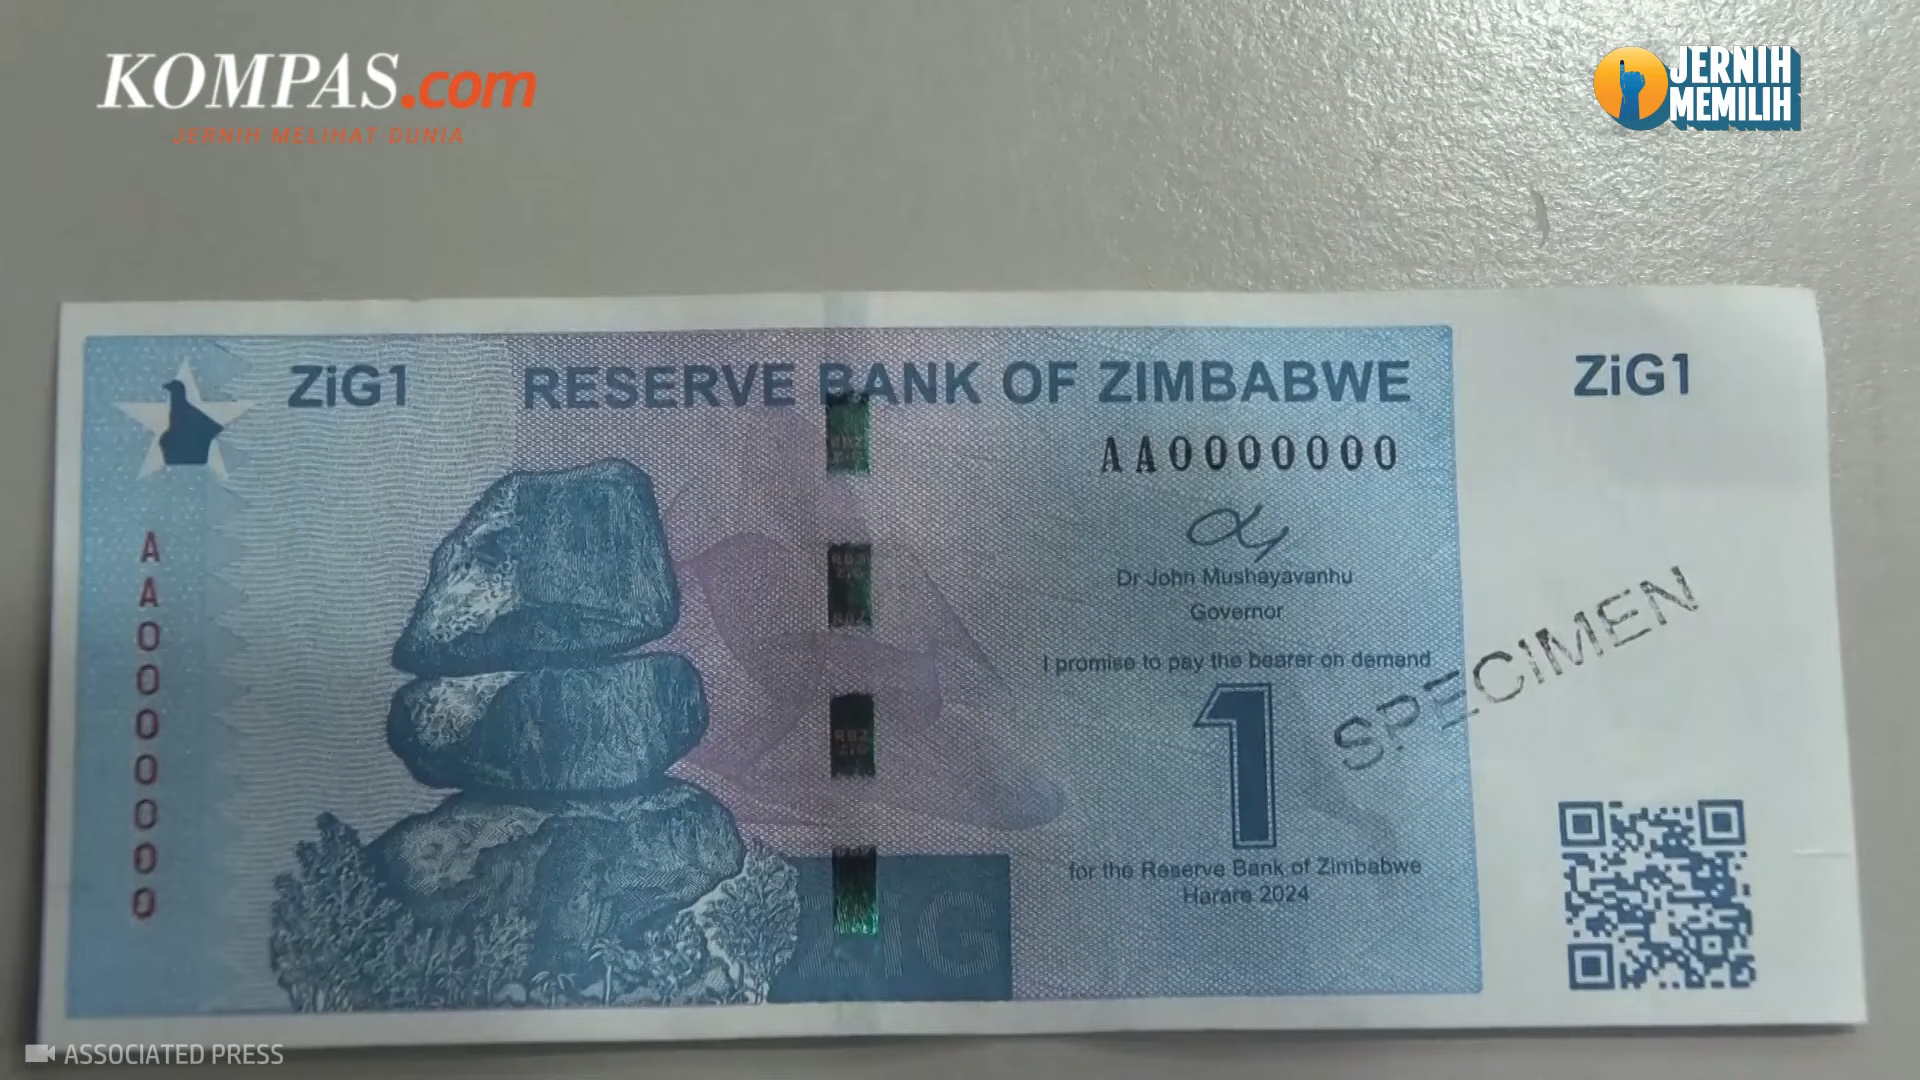 KOMPAS.com
JERNIH MELIHAT DUNIA
JERNIH
MEMILIH
ZiG1
RESERVE BANK OF ZIMBABWE
ZiG1
AA0000000
Dr John Mushayavanhu
Governor
I promise to pay the bearer on demand
1
for the Reserve Bank of Zimbabwe
Harare 2024
SPECIMEN
AA0000000
RBZ
ZIG
ZiG
ASSOCIATED PRESS